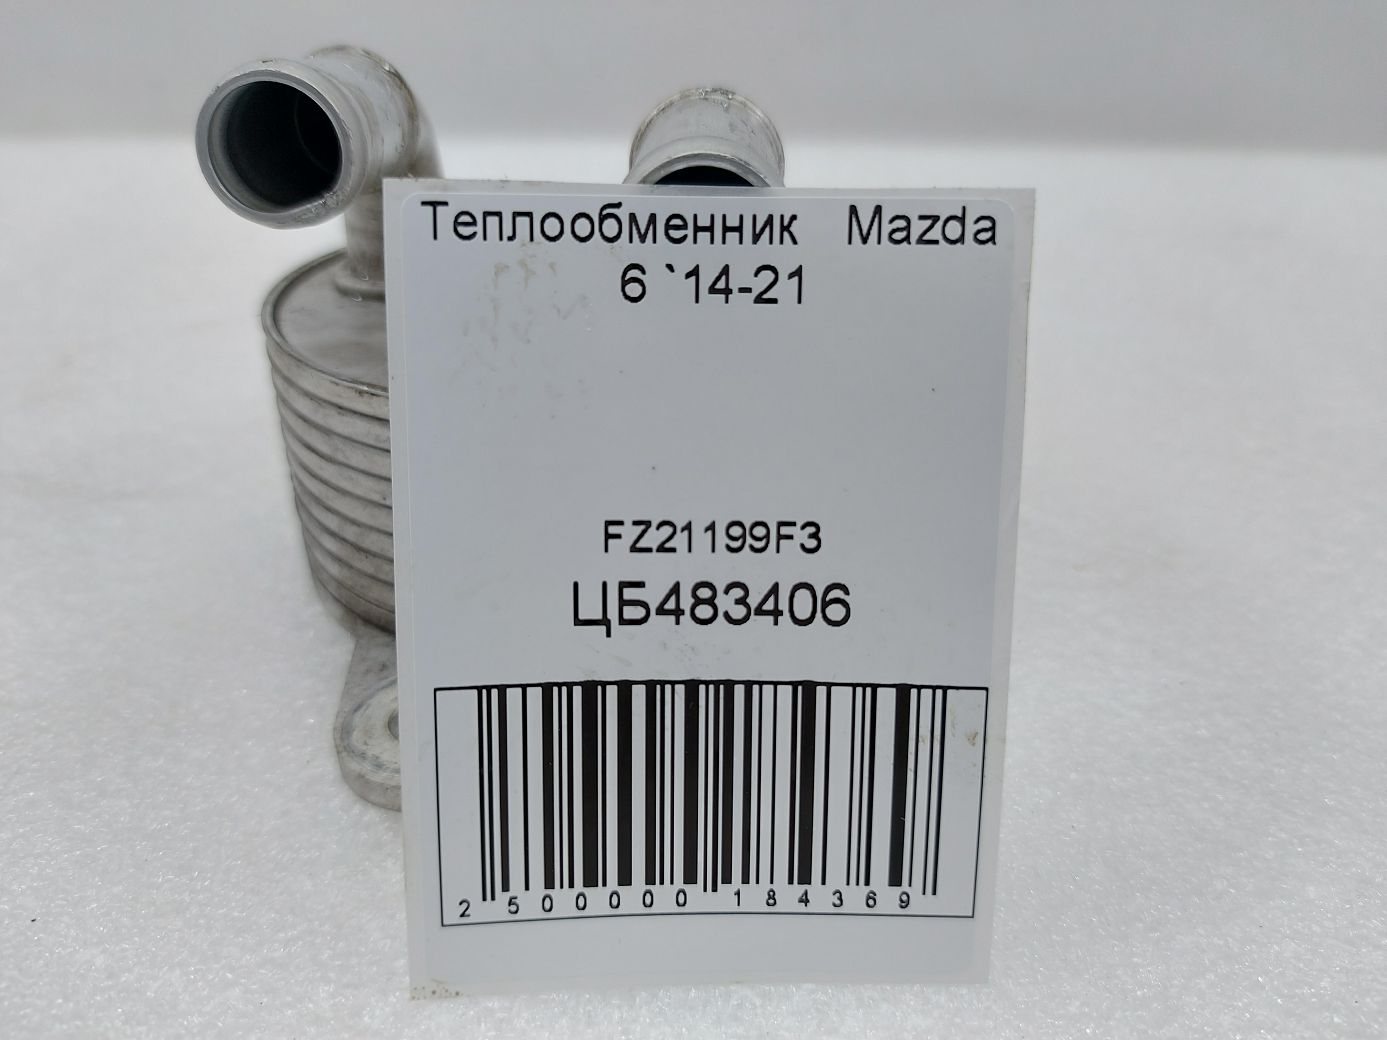 Теплообменник Mazda
6 `14-21
FZ21199F3
ЦБ483406
2 500000 184369